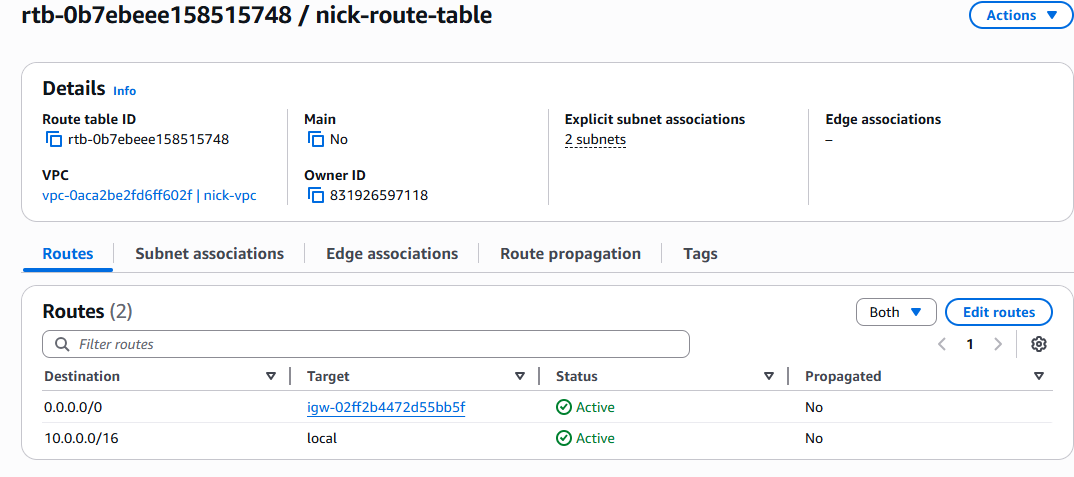 rtb-0b7ebeee158515748 / nick-route-table
Actions
Details Info
Route table ID
rtb-0b7ebeee158515748
Main
No
Explicit subnet associations
2 subnets
Edge associations
–
VPC
vpc-0aca2be2fd6ff602f | nick-vpc
Owner ID
831926597118
Routes
Subnet associations
Edge associations
Route propagation
Tags
Routes (2)
Both
Edit routes
Filter routes
1
Destination Target Status Propagated
0.0.0.0/0 igw-02ff2b4472d55bb5f Active No
10.0.0.0/16 local Active No